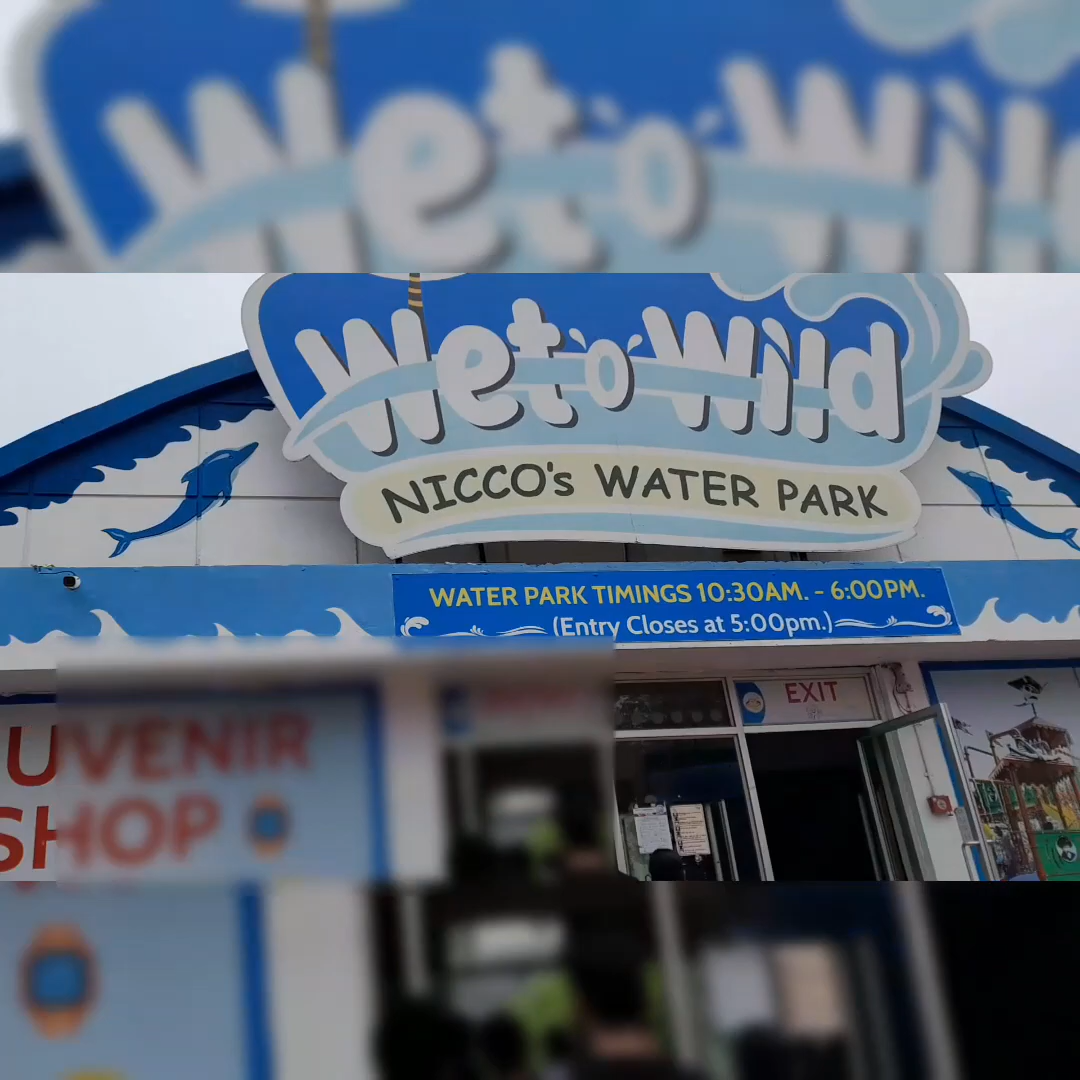 Wet'o'Wild
NICCO's WATER PARK
WATER PARK TIMINGS 10:30AM. - 6:00PM.
(Entry Closes at 5:00pm.)
EXIT
UVENIR
SHOP